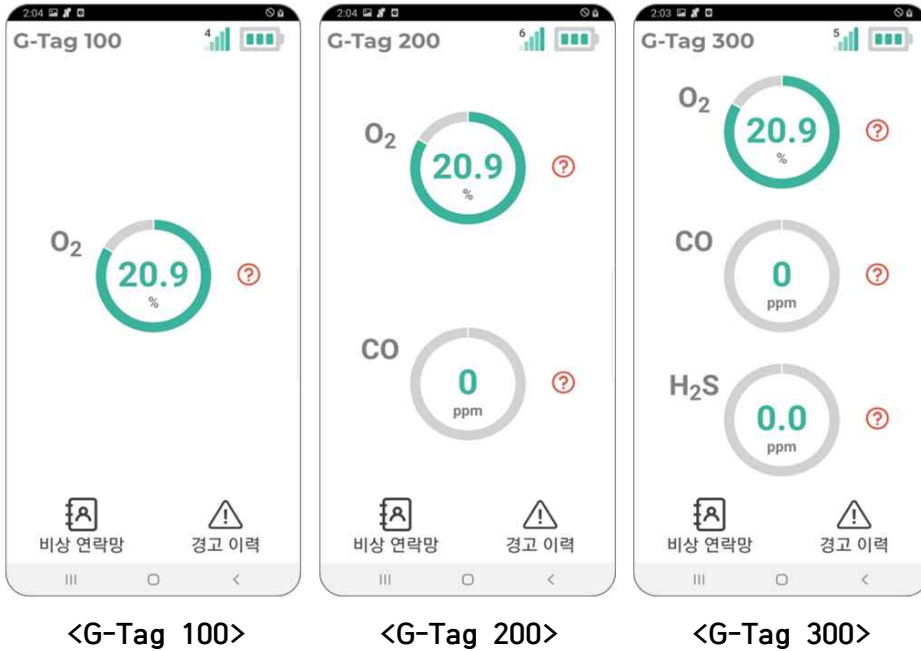 2:04
G-Tag 100
4
O2
20.9
%
?
비상 연락망
경고 이력
<G-Tag 100>
2:04
G-Tag 200
6
O2
20.9
%
?
CO
0
ppm
?
비상 연락망
경고 이력
<G-Tag 200>
2:03
G-Tag 300
5
O2
20.9
%
?
CO
0
ppm
?
H2S
0.0
ppm
?
비상 연락망
경고 이력
<G-Tag 300>